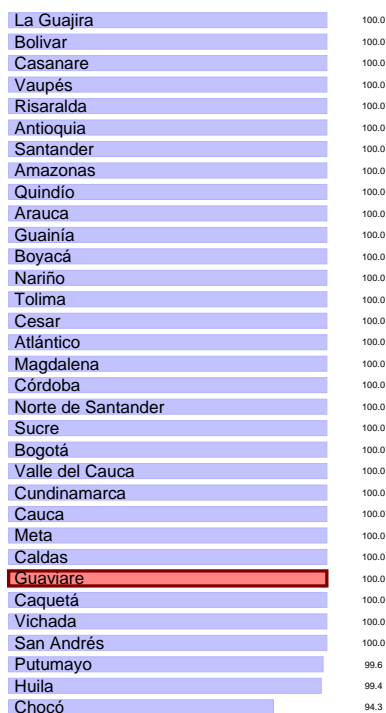 La Guajira 100.0
Bolivar 100.0
Casanare 100.0
Vaupés 100.0
Risaralda 100.0
Antioquia 100.0
Santander 100.0
Amazonas 100.0
Quindío 100.0
Arauca 100.0
Guainía 100.0
Boyacá 100.0
Nariño 100.0
Tolima 100.0
Cesar 100.0
Atlántico 100.0
Magdalena 100.0
Córdoba 100.0
Norte de Santander 100.0
Sucre 100.0
Bogotá 100.0
Valle del Cauca 100.0
Cundinamarca 100.0
Cauca 100.0
Meta 100.0
Caldas 100.0
Guaviare 100.0
Caquetá 100.0
Vichada 100.0
San Andrés 100.0
Putumayo 99.6
Huila 99.4
Chocó 94.3